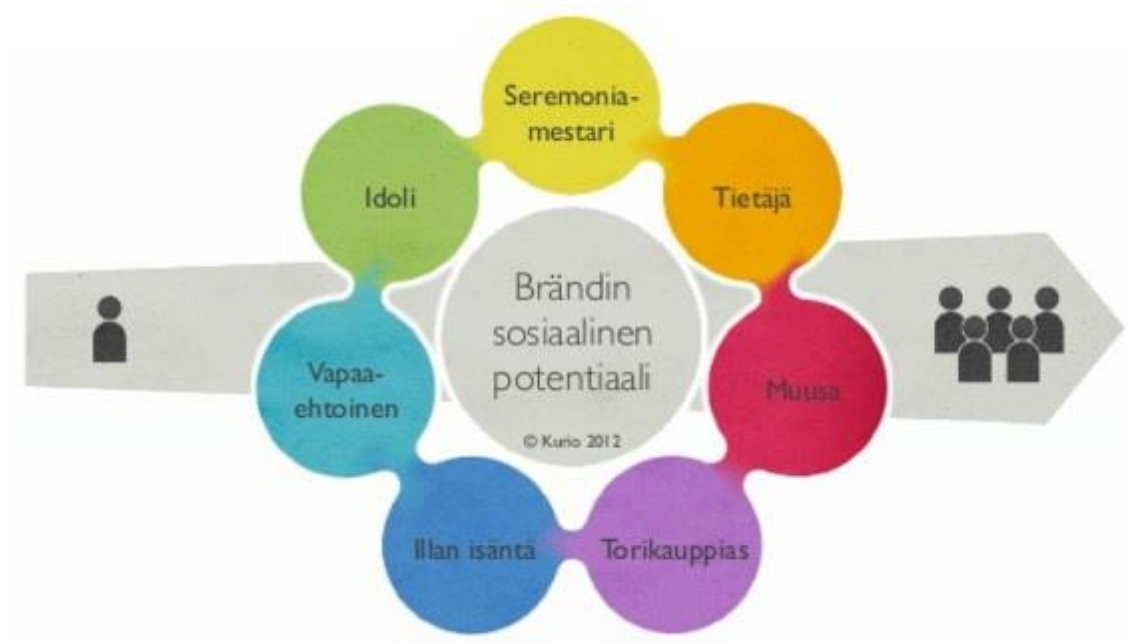 Seremonia-
mestari
Idoli
Tietäjä
Brändin
sosiaalinen
potentiaali
© Kurio 2012
Vapaa-
ehtoinen
Muusa
Illan isäntä
Torikauppias